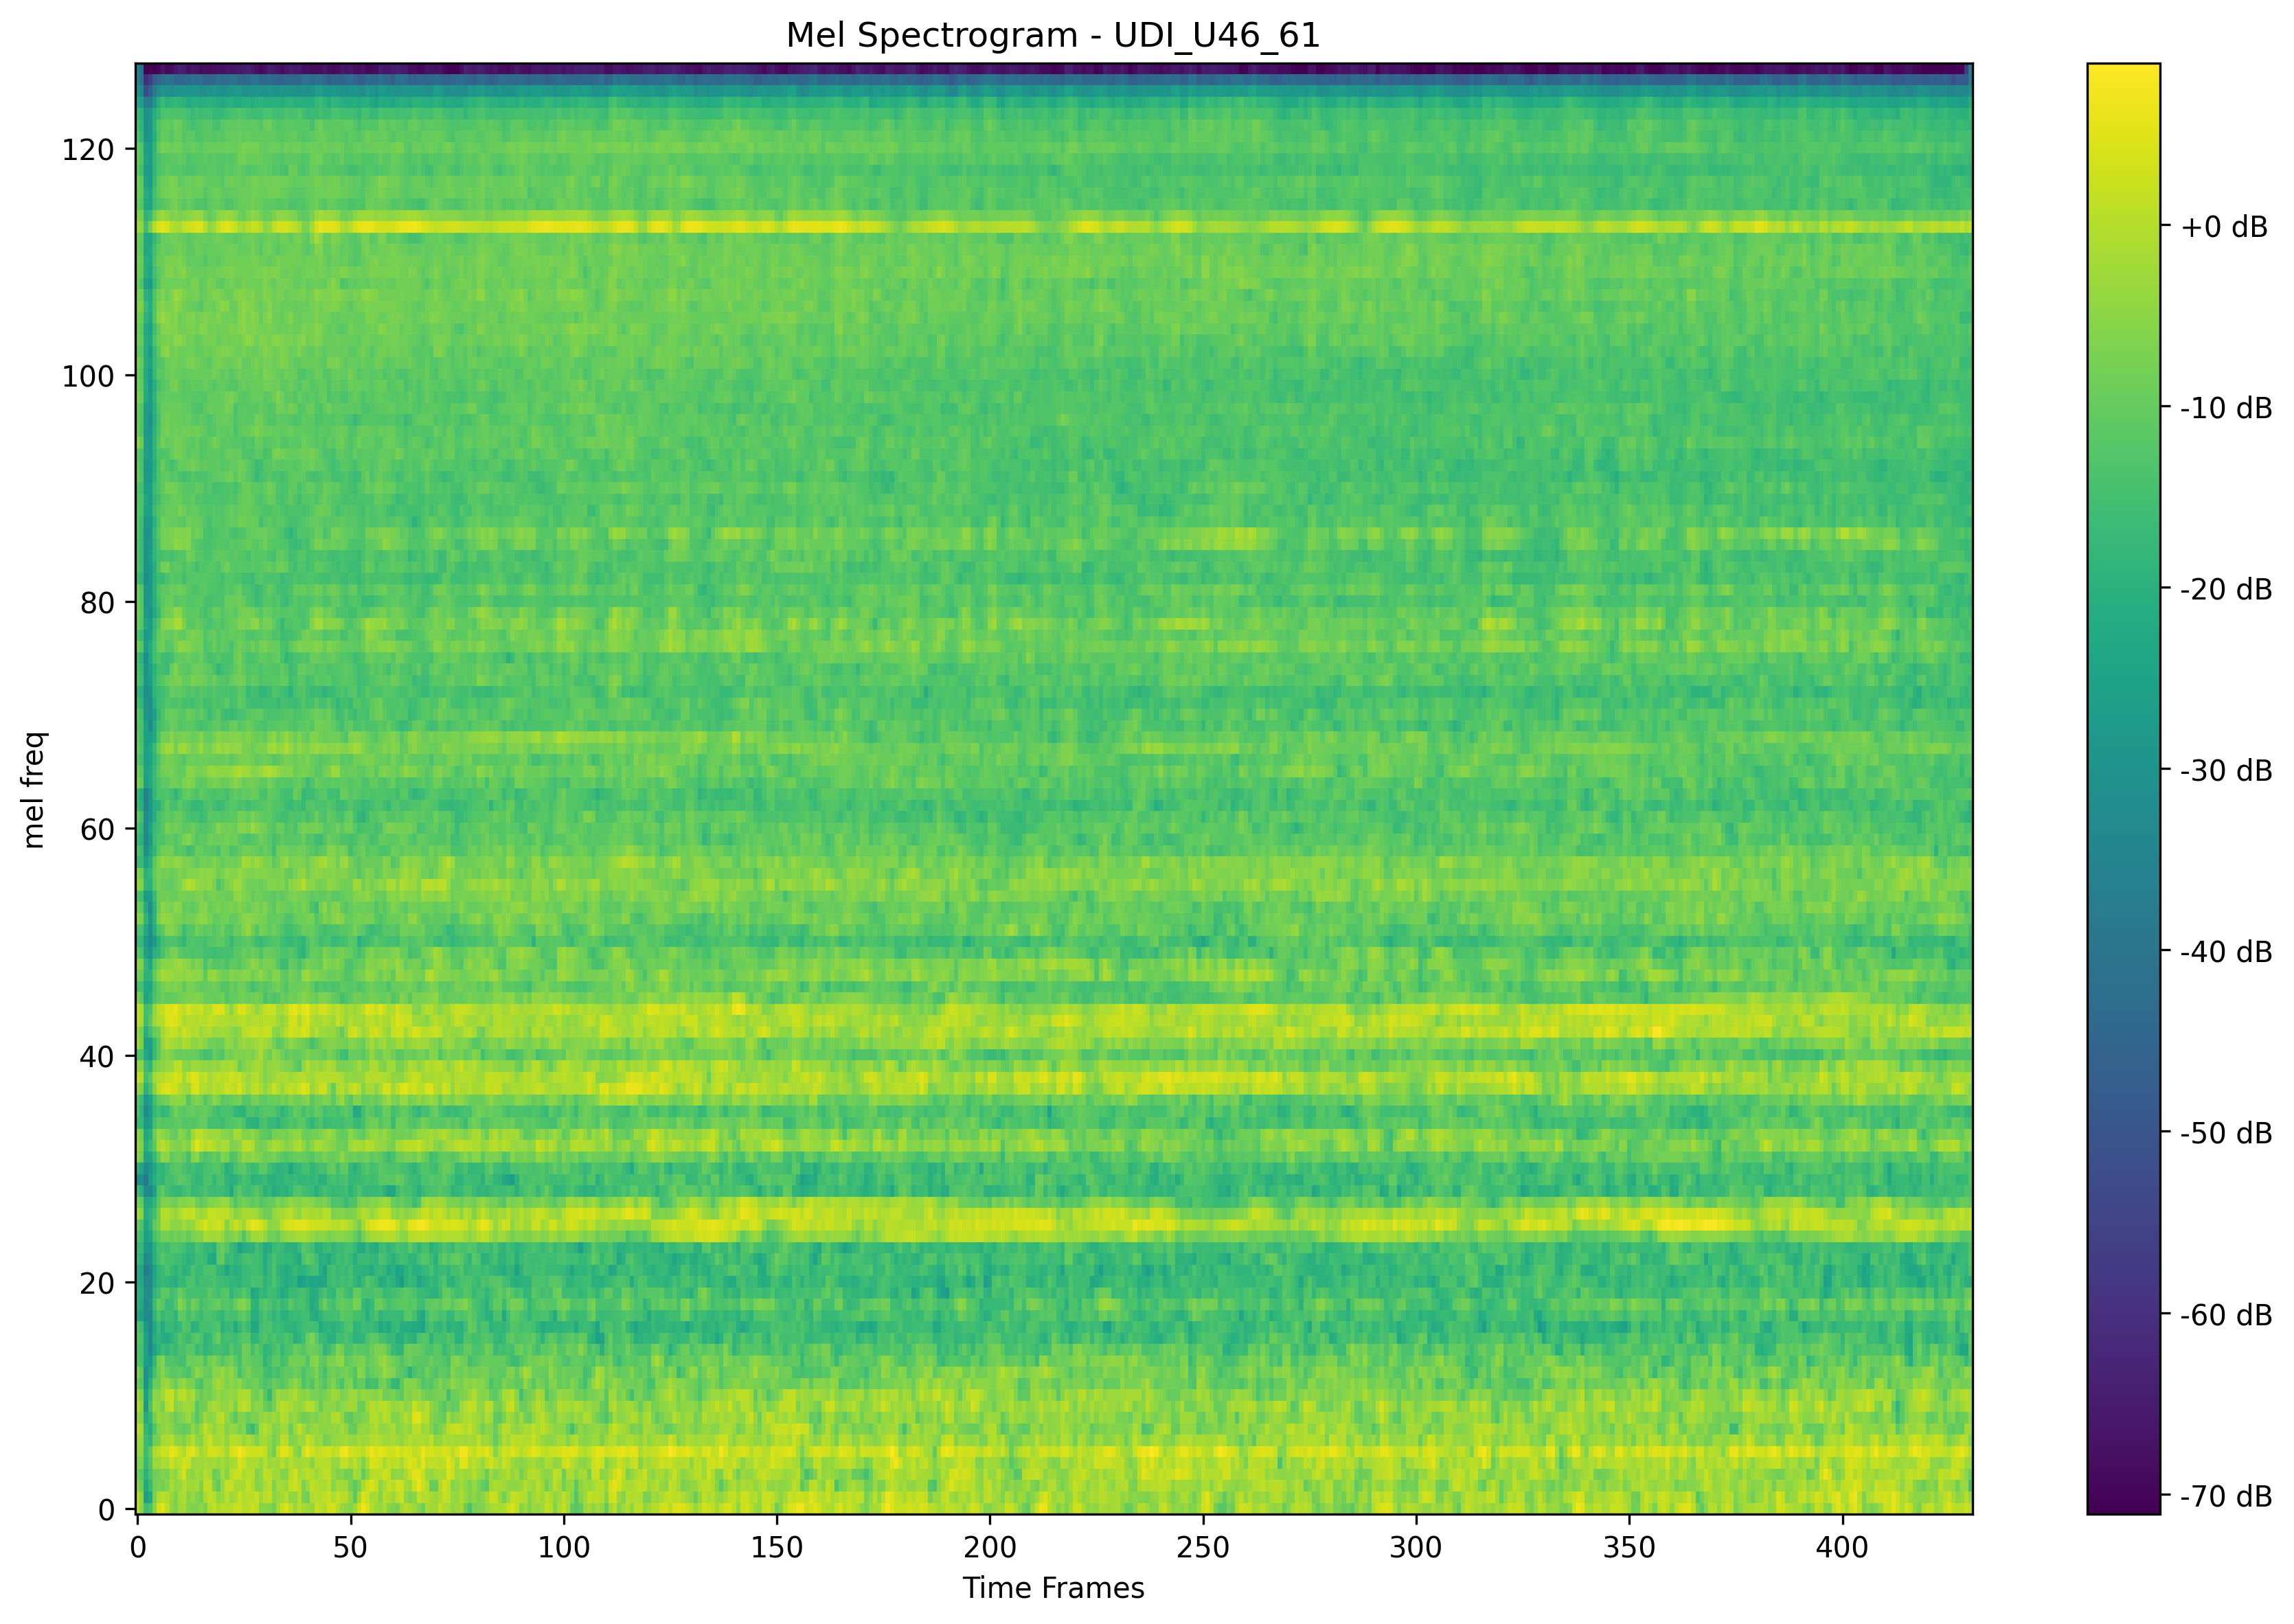 Mel Spectrogram - UDI_U46_61
mel freq
120
100
80
60
40
20
0
0 50 100 150 200 250 300 350 400
Time Frames
+0 dB
-10 dB
-20 dB
-30 dB
-40 dB
-50 dB
-60 dB
-70 dB